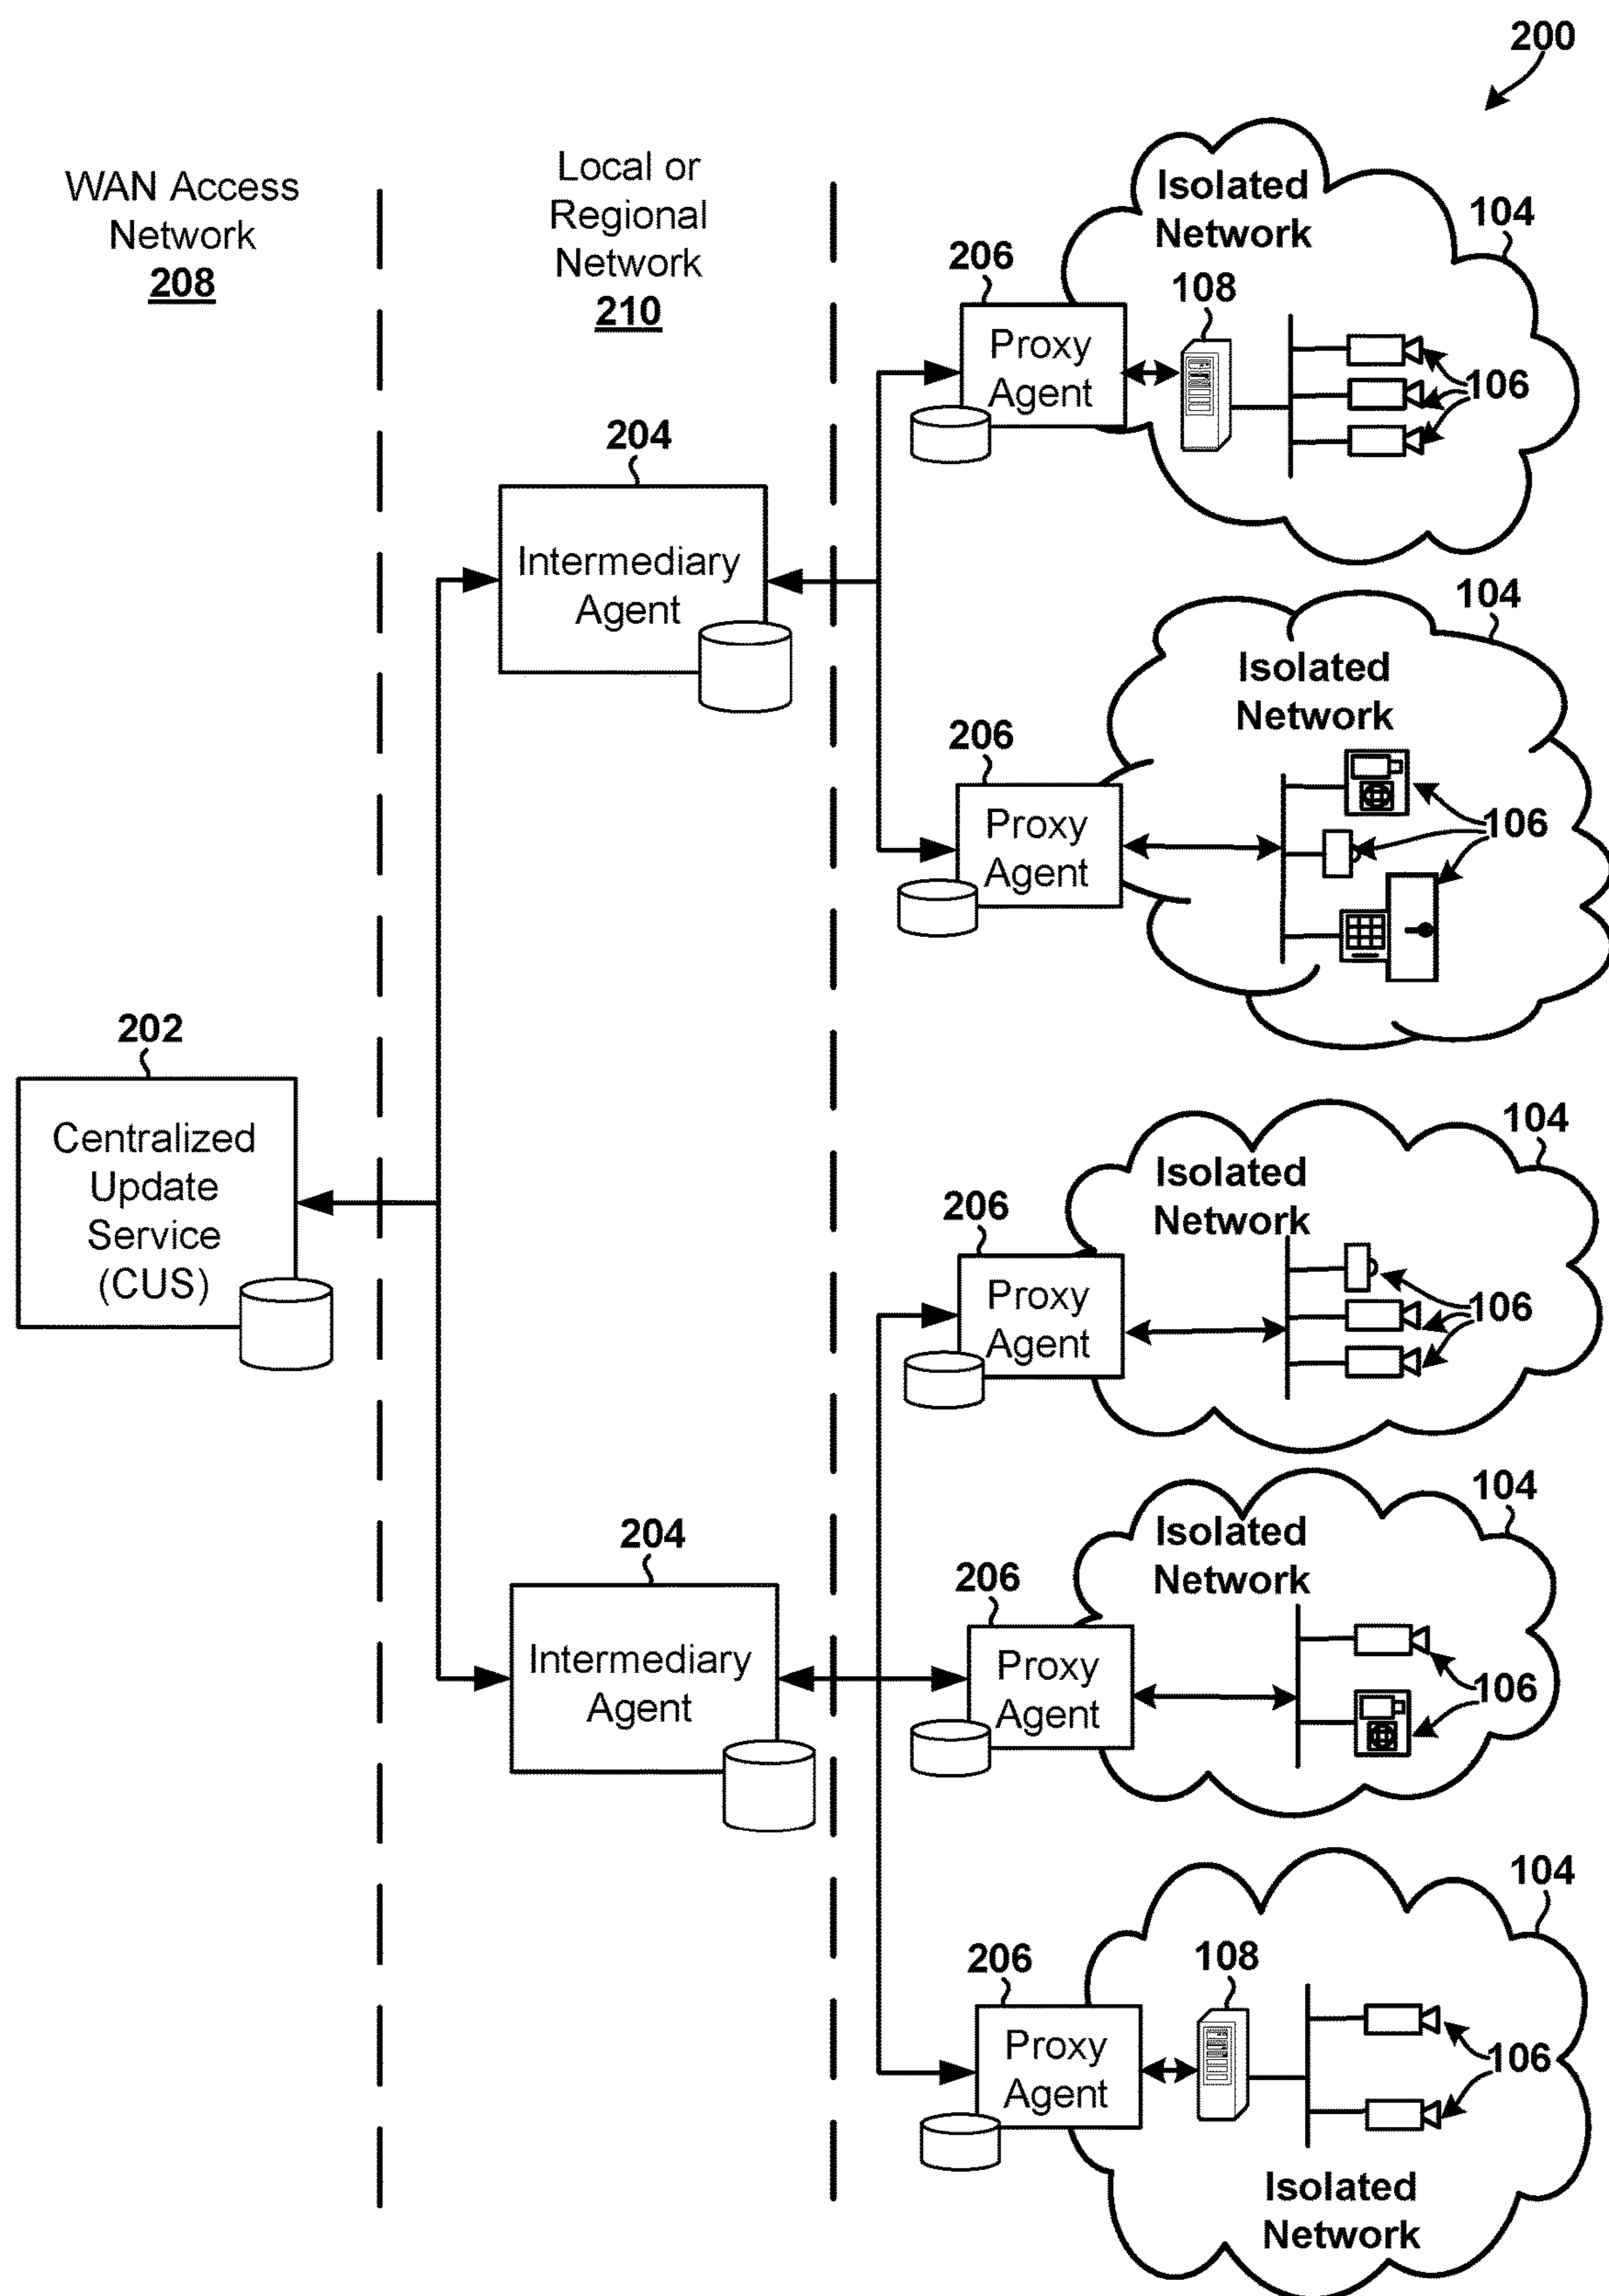 200
WAN Access
Network
208
Local or
Regional
Network
210
Isolated
Network
104
206
108
Proxy
Agent
106
204
Intermediary
Agent
104
Isolated
Network
206
Proxy
Agent
106
202
Centralized
Update
Service
(CUS)
104
Isolated
Network
206
Proxy
Agent
106
104
Isolated
Network
204
Intermediary
Agent
206
Proxy
Agent
106
104
206
108
Proxy
Agent
106
Isolated
Network